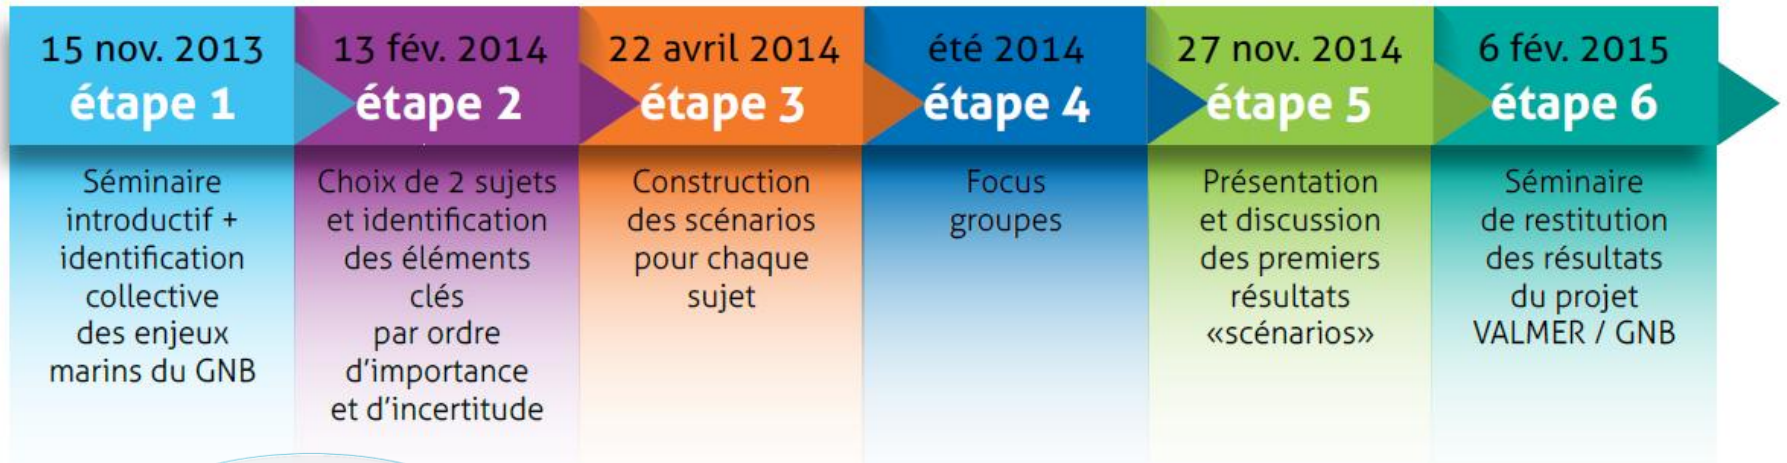 15 nov. 2013
étape 1
Séminaire
introductif +
identification
collective
des enjeux
marins du GNB
13 fév. 2014
étape 2
Choix de 2 sujets
et identification
des éléments
clés
par ordre
d'importance
et d'incertitude
22 avril 2014
étape 3
Construction
des scénarios
pour chaque
sujet
été 2014
étape 4
Focus
groupes
27 nov. 2014
étape 5
Présentation
et discussion
des premiers
résultats
«scénarios»
6 fév. 2015
étape 6
Séminaire
de restitution
des résultats
du projet
VALMER / GNB